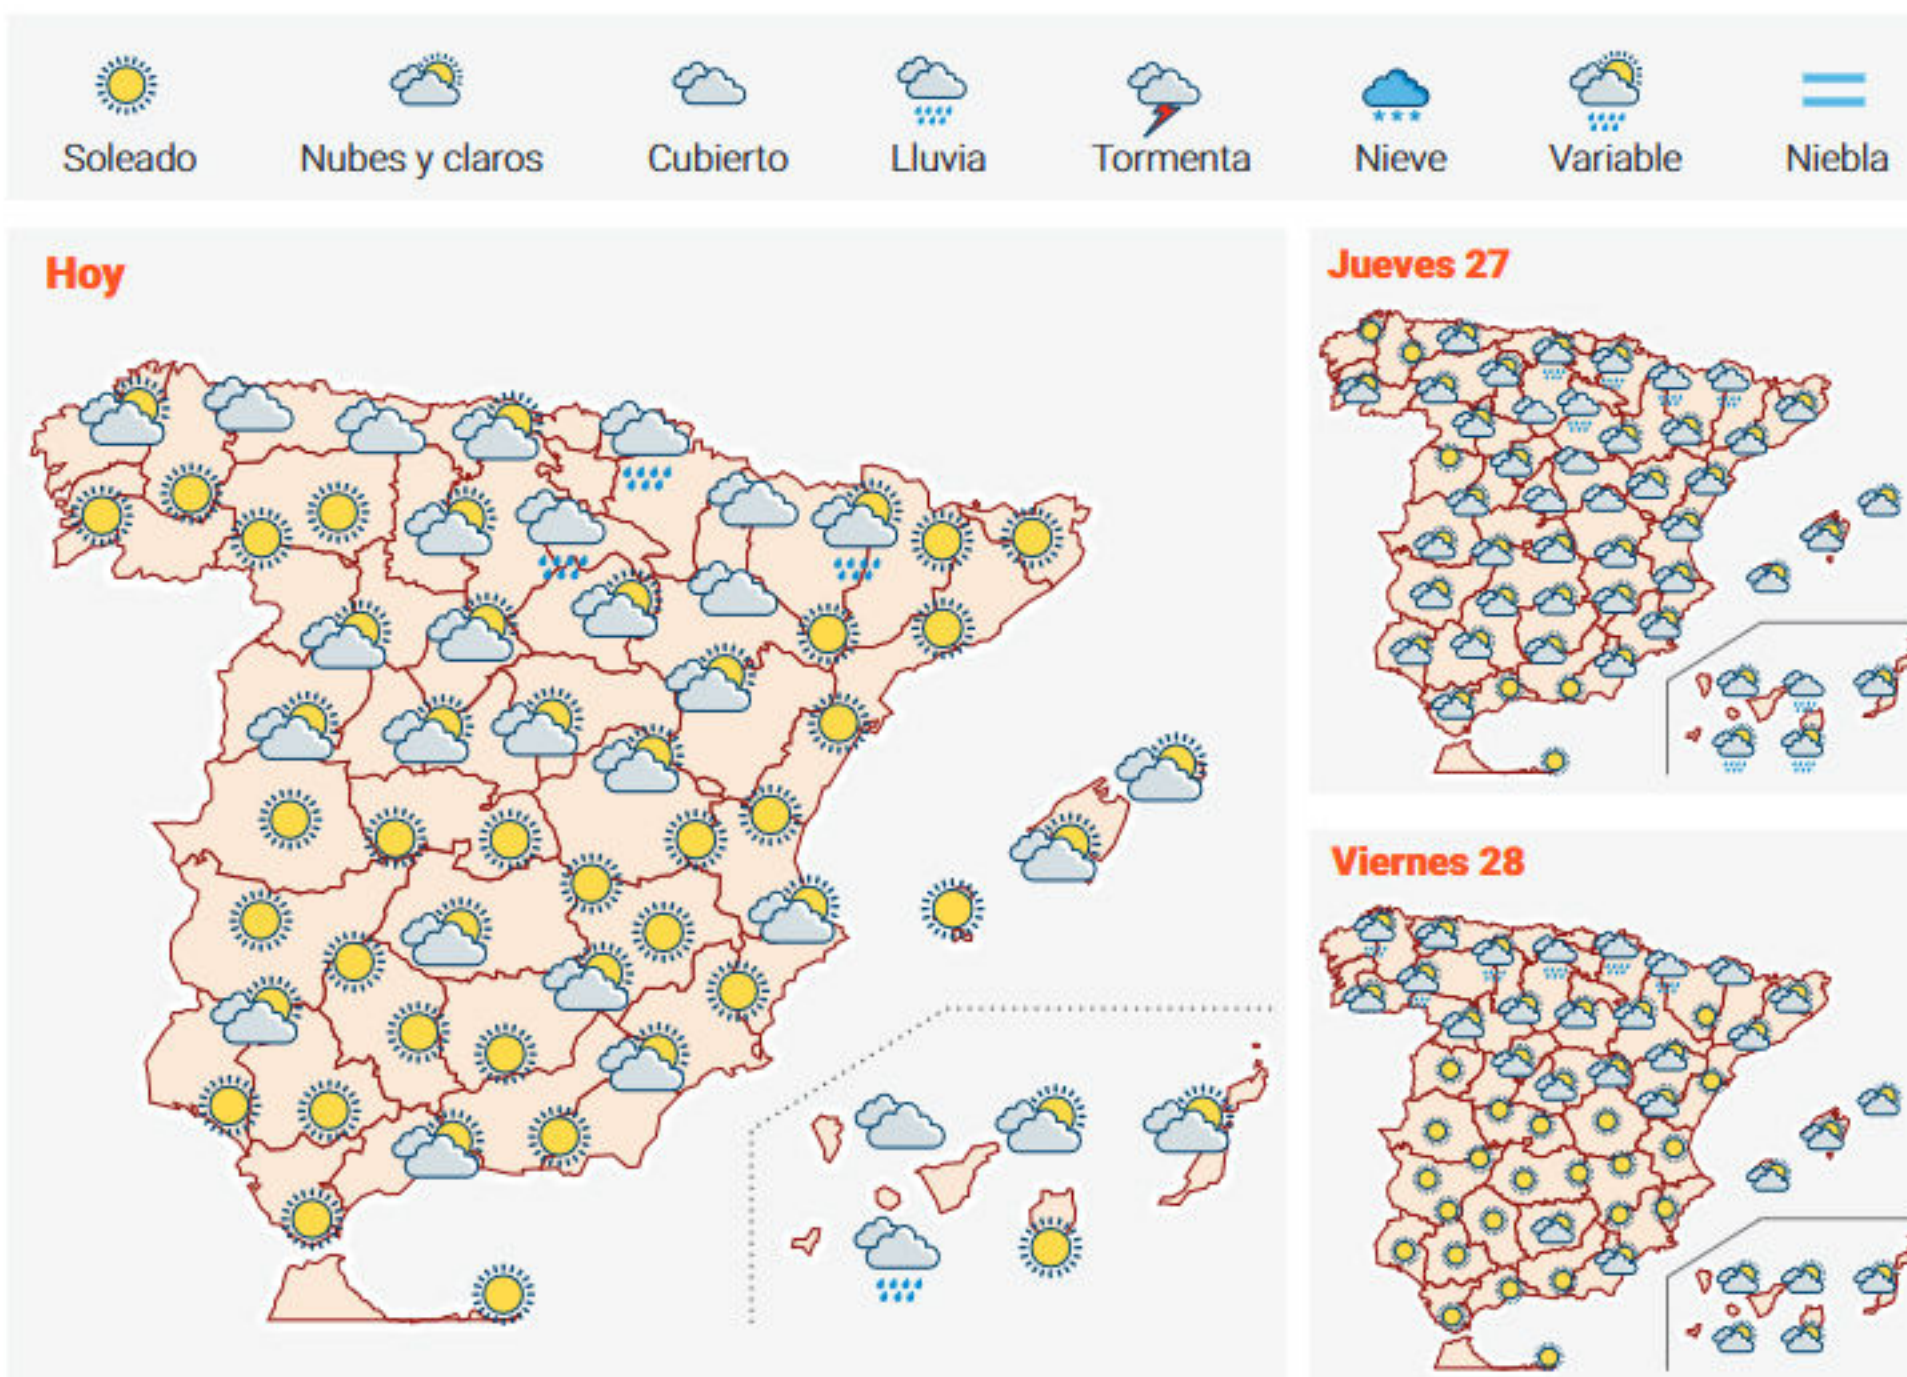 Soleado
Nubes y claros
Cubierto
Lluvia
Tormenta
Nieve
Variable
Niebla
Hoy
Jueves 27
Viernes 28